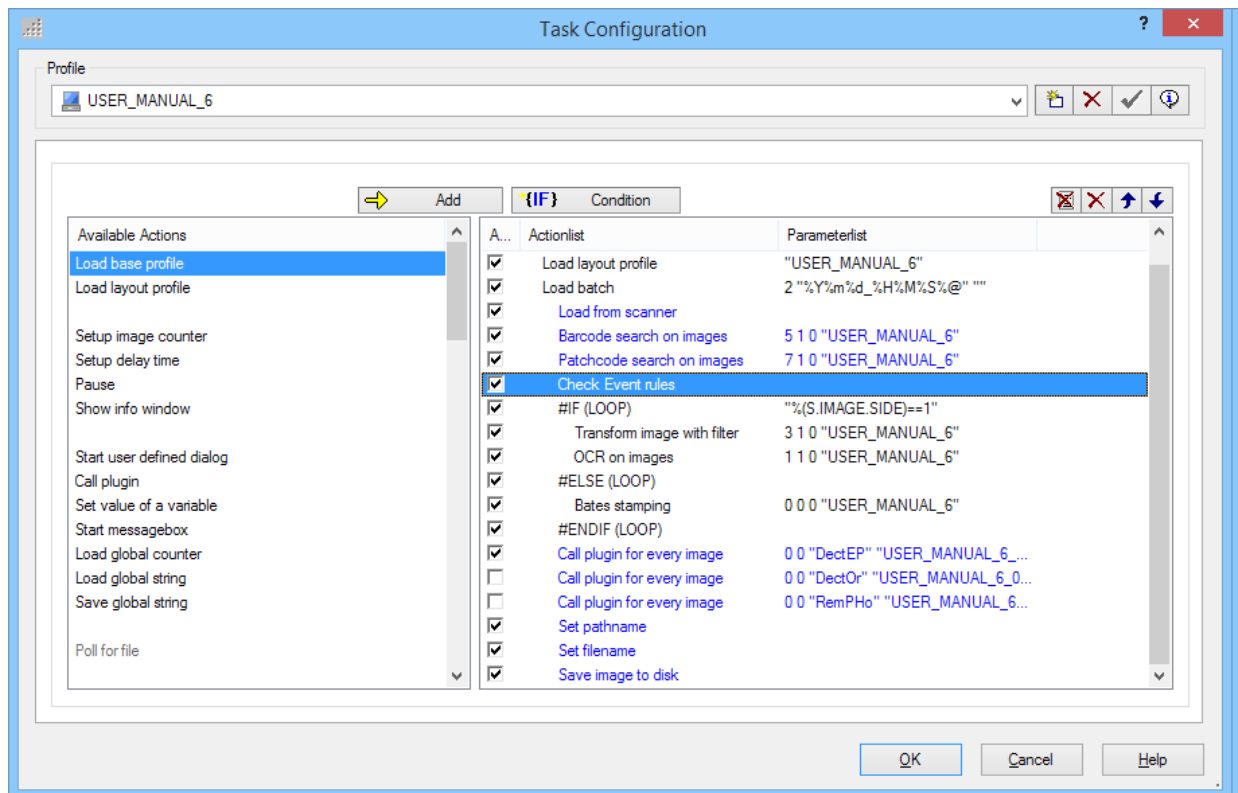 Task Configuration
?
Profile
USER_MANUAL_6
Add
{IF} Condition
Available Actions
Load base profile
Load layout profile
Setup image counter
Setup delay time
Pause
Show info window
Start user defined dialog
Call plugin
Set value of a variable
Start messagebox
Load global counter
Load global string
Save global string
Poll for file
A... Actionlist Parameterlist
Load layout profile "USER_MANUAL_6"
Load batch 2 "%Y%m%d_%H%M%S%@" ""
Load from scanner
Barcode search on images 5 1 0 "USER_MANUAL_6"
Patchcode search on images 7 1 0 "USER_MANUAL_6"
Check Event rules
#IF (LOOP) "%(S.IMAGE.SIDE)==1"
Transform image with filter 3 1 0 "USER_MANUAL_6"
OCR on images 1 1 0 "USER_MANUAL_6"
#ELSE (LOOP)
Bates stamping 0 0 0 "USER_MANUAL_6"
#ENDIF (LOOP)
Call plugin for every image 0 0 "DectEP" "USER_MANUAL_6_...
Call plugin for every image 0 0 "DectOr" "USER_MANUAL_6_0...
Call plugin for every image 0 0 "RemPHo" "USER_MANUAL_6...
Set pathname
Set filename
Save image to disk
OK Cancel Help